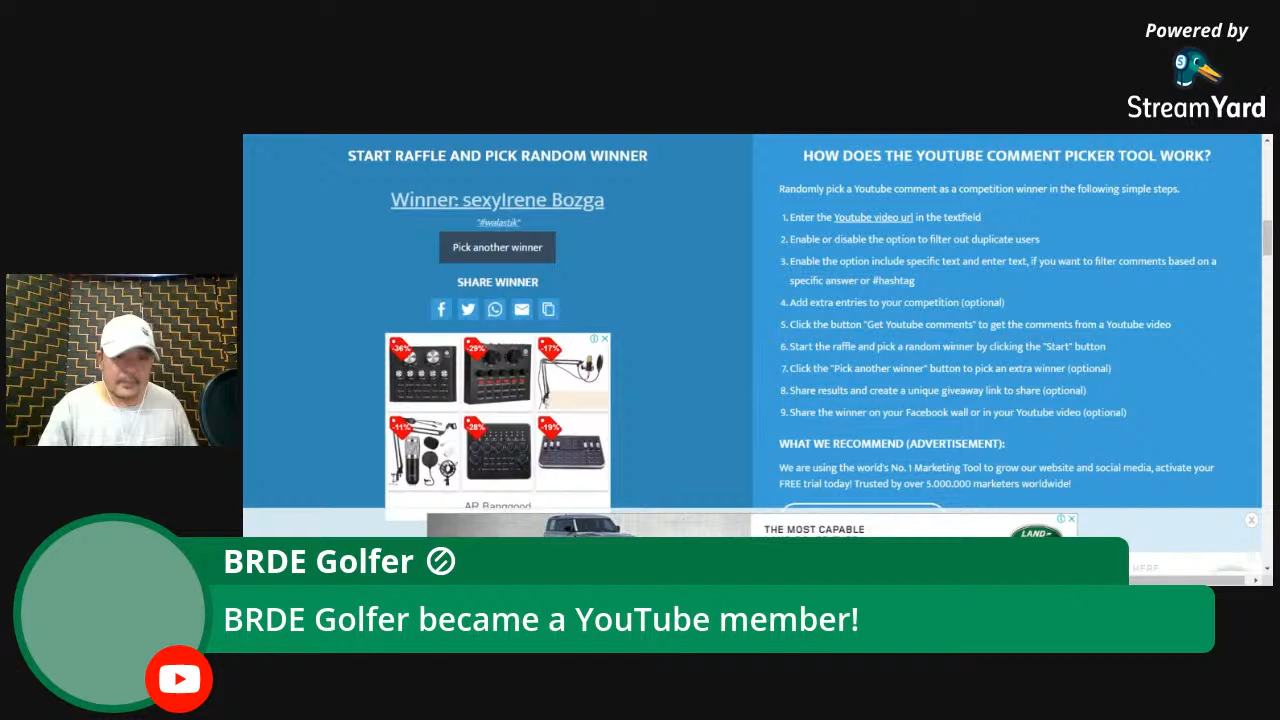 Powered by
StreamYard
START RAFFLE AND PICK RANDOM WINNER
Winner: sexyIrene Bozga
"#walastik"
Pick another winner
SHARE WINNER
-36%
-29%
-17%
-11%
-28%
-19%
AR Banggood
HOW DOES THE YOUTUBE COMMENT PICKER TOOL WORK?
Randomly pick a Youtube comment as a competition winner in the following simple steps.
1. Enter the Youtube video url in the textfield
2. Enable or disable the option to filter out duplicate users
3. Enable the option include specific text and enter text, if you want to filter comments based on a
specific answer or #hashtag
4. Add extra entries to your competition (optional)
5. Click the button "Get Youtube comments" to get the comments from a Youtube video
6. Start the raffle and pick a random winner by clicking the "Start" button
7. Click the "Pick another winner" button to pick an extra winner (optional)
8. Share results and create a unique giveaway link to share (optional)
9. Share the winner on your Facebook wall or in your Youtube video (optional)
WHAT WE RECOMMEND (ADVERTISEMENT):
We are using the world's No. 1 Marketing Tool to grow our website and social media, activate your
FREE trial today! Trusted by over 5.000.000 marketers worldwide!
THE MOST CAPABLE
LAND-
HERE
BRDE Golfer
BRDE Golfer became a YouTube member!